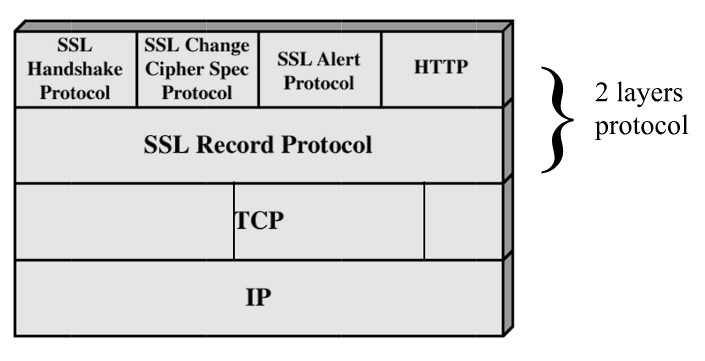 SSL
Handshake
Protocol
SSL Change
Cipher Spec
Protocol
SSL Alert
Protocol
HTTP
2 layers
protocol
SSL Record Protocol
TCP
IP